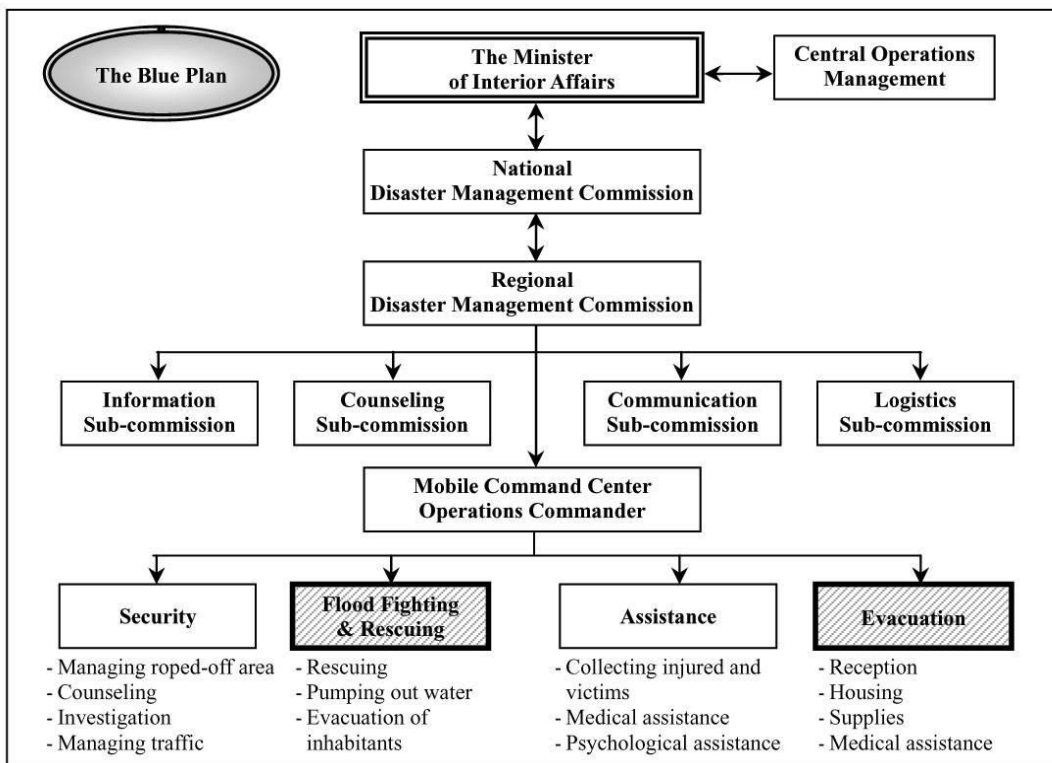 The Blue Plan
The Minister
of Interior Affairs
Central Operations
Management
National
Disaster Management Commission
Regional
Disaster Management Commission
Information
Sub-commission
Counseling
Sub-commission
Communication
Sub-commission
Logistics
Sub-commission
Mobile Command Center
Operations Commander
Security
- Managing roped-off area
- Counseling
- Investigation
- Managing traffic
Flood Fighting
& Rescuing
- Rescuing
- Pumping out water
- Evacuation of
inhabitants
Assistance
- Collecting injured and
victims
- Medical assistance
- Psychological assistance
Evacuation
- Reception
- Housing
- Supplies
- Medical assistance